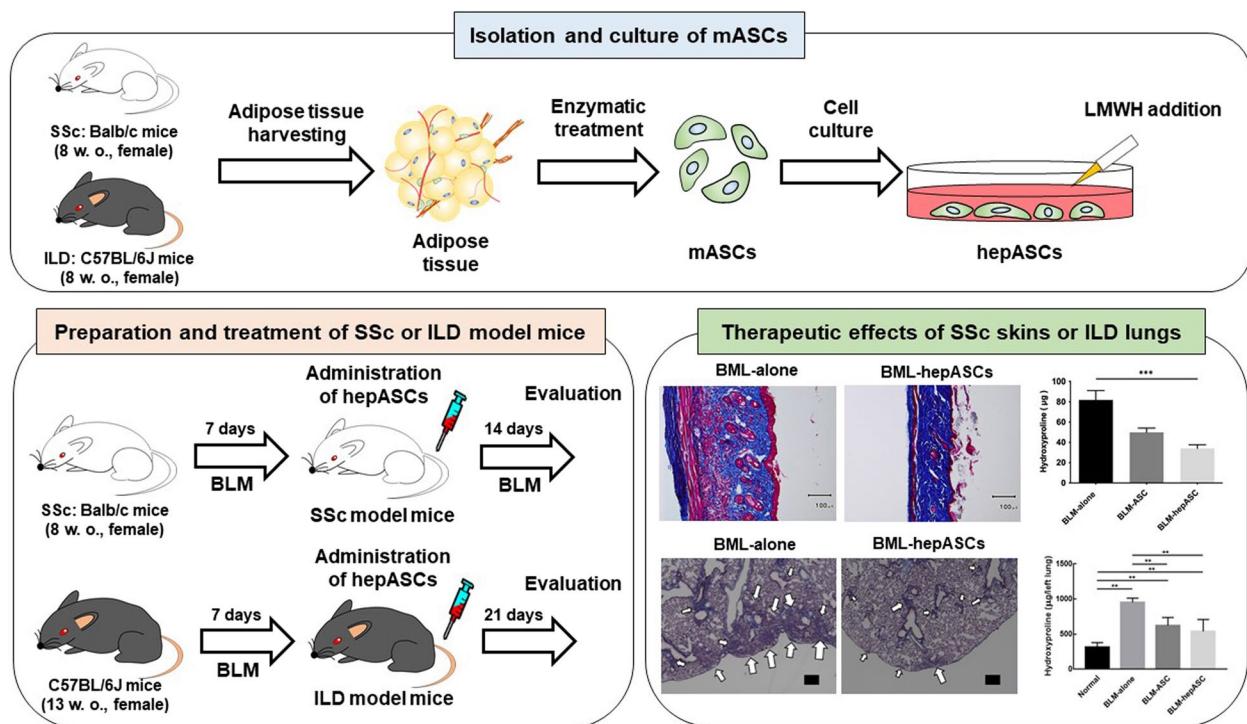 Isolation and culture of mASCs
SSc: Balb/c mice
(8 w. o., female)
ILD: C57BL/6J mice
(8 w. o., female)
Adipose tissue
harvesting
Adipose
tissue
Enzymatic
treatment
mASCs
Cell
culture
LMWH addition
hepASCs
Preparation and treatment of SSc or ILD model mice
SSc: Balb/c mice
(8 w. o., female)
7 days
BLM
Administration
of hepASCs
SSc model mice
14 days
BLM
Evaluation
C57BL/6J mice
(13 w. o., female)
7 days
BLM
Administration
of hepASCs
ILD model mice
21 days
Evaluation
Therapeutic effects of SSc skins or ILD lungs
BML-alone
100μ
BML-hepASCs
100μ
Hydroxyproline (μg)
100
80
60
40
20
0
***
BLM-alone
BLM-ASC
BLM-hepASC
BML-alone
BML-hepASCs
Hydroxyproline (μg/left lung)
1500
1000
500
0
**
**
**
**
**
Normal
BLM-alone
BLM-ASC
BLM-hepASC